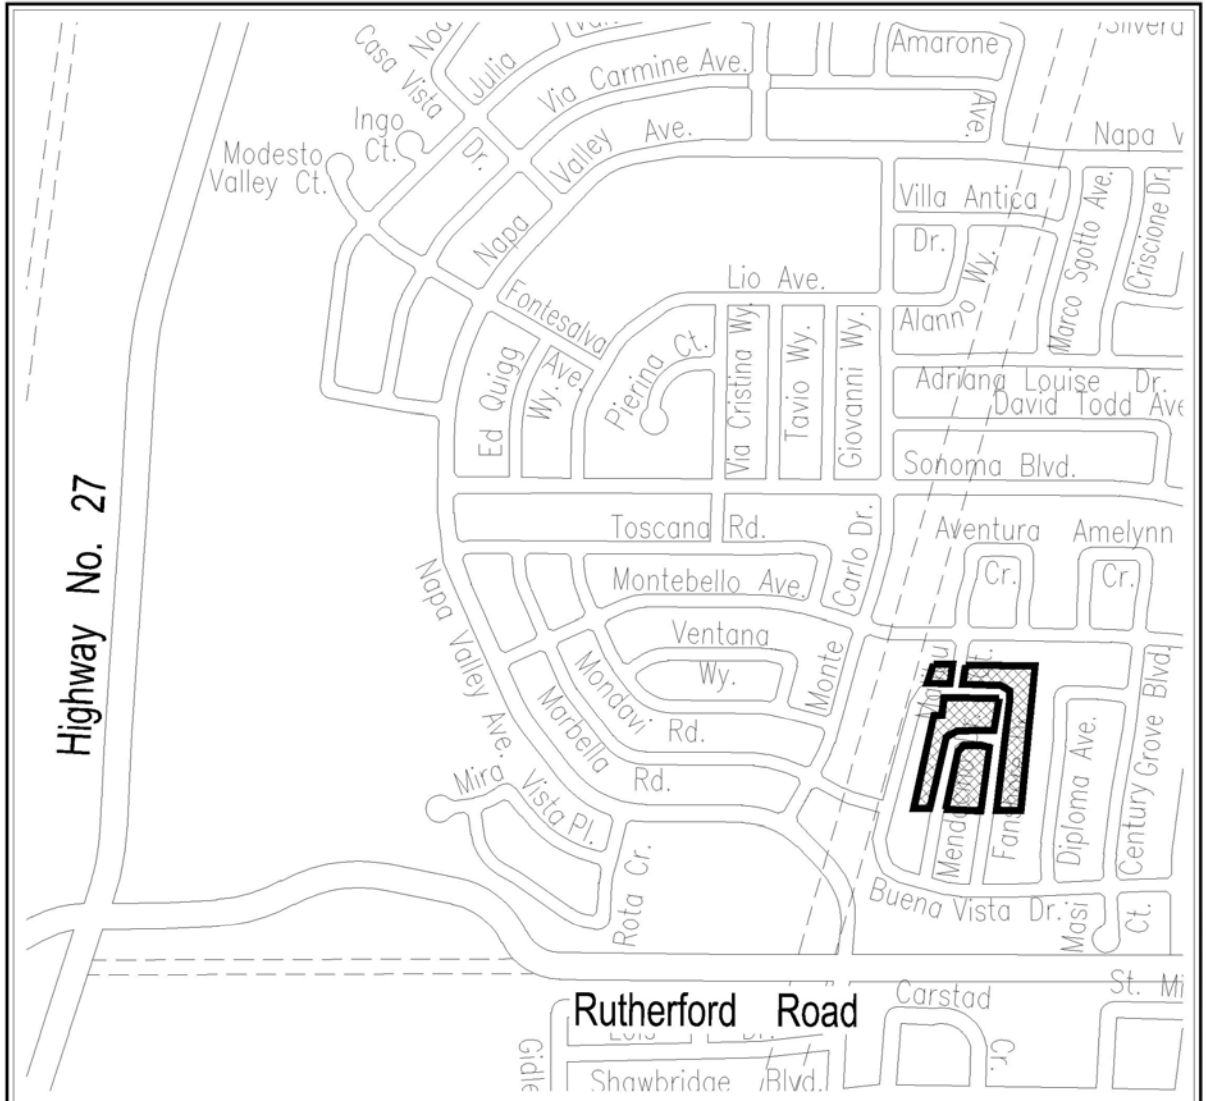 Amarone
Ave.
Julia
Casa Vista
Dr.
Via Carmine Ave.
Ingo
Ct.
Modesto
Valley Ct.
Napa
Valley
Ave.
Villa Antica
Dr.
Marco Sgotto Ave.
Criscione Dr.
Lio Ave.
Alanno Wy.
Fontesalva
Ave.
Ed Quigg
Wy.
Pierina Ct.
Via Cristina Wy.
Tavio Wy.
Giovanni Wy.
Adriana Louise Dr.
David Todd Ave
Sonoma Blvd.
Highway No. 27
Toscana Rd.
Monte
Carlo Dr.
Aventura
Cr.
Amelynn
Cr.
Montebello Ave.
Napa Valley Ave.
Ventana
Wy.
Mondavi
Rd.
Marbella
Rd.
Diploma Ave.
Century Grove Blvd.
Mira Vista Pl.
Rota Cr.
Buena Vista Dr.
Masi
Ct.
Rutherford Road
Carstad
Cr.
St.
Shawbridge Blvd.